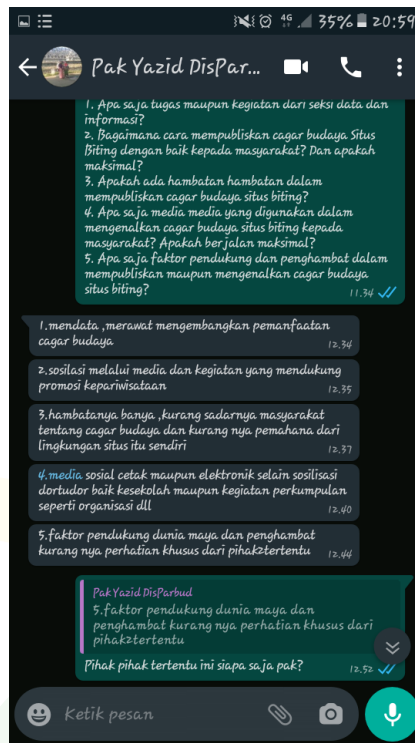 4G 35% 20:59
Pak Yazid DisPar...
1. Apa saja tugas maupun kegiatan dari seksi data dan
informasi?
2. Bagaimana cara mempubliskan cagar budaya Situs
Biting dengan baik kepada masyarakat? Dan apakah
maksimal?
3. Apakah ada hambatan hambatan dalam
mempubliskan cagar budaya situs biting?
4. Apa saja media media yang digunakan dalam
mengenalkan cagar budaya situs biting kepada
masyarakat? Apakah berjalan maksimal?
5. Apa saja faktor pendukung dan penghambat dalam
mempubliskan maupun mengenalkan cagar budaya
situs biting?
11.34
1.mendata ,merawat mengembangkan pemanfaatan
cagar budaya
12.34
2.sosilasi melalui media dan kegiatan yang mendukung
promosi kepariwisataan
12.35
3.hambatanya banya ,kurang sadarnya masyarakat
tentang cagar budaya dan kurang nya pemahana dari
lingkungan situs itu sendiri
12.37
4.media sosial cetak maupun elektronik selain sosilisasi
dortudor baik kesekolah maupun kegiatan perkumpulan
seperti organisasi dll
12.40
5.faktor pendukung dunia maya dan penghambat
kurang nya perhatian khusus dari pihak2tertentu
12.44
Pak Yazid DisParbud
5.faktor pendukung dunia maya dan
penghambat kurang nya perhatian khusus dari
pihak2tertentu
Pihak pihak tertentu ini siapa saja pak?
12.52
Ketik pesan